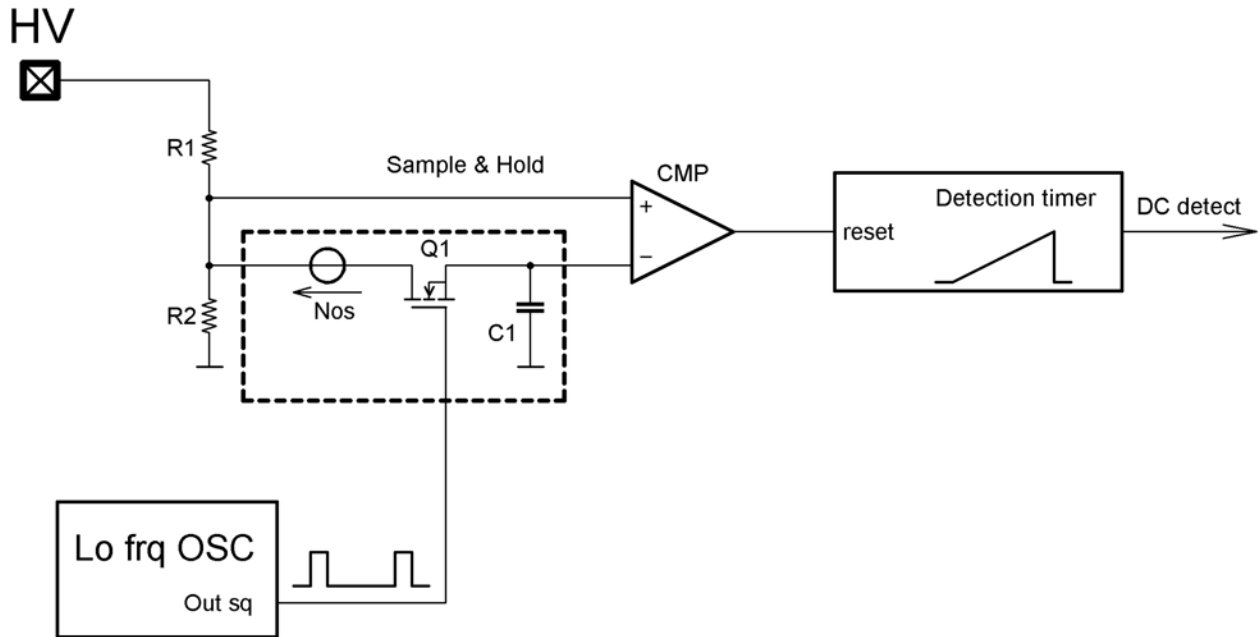 HV
R1
Sample & Hold
CMP
+
−
Detection timer
reset
DC detect
Q1
Nos
R2
C1
Lo frq OSC
Out sq